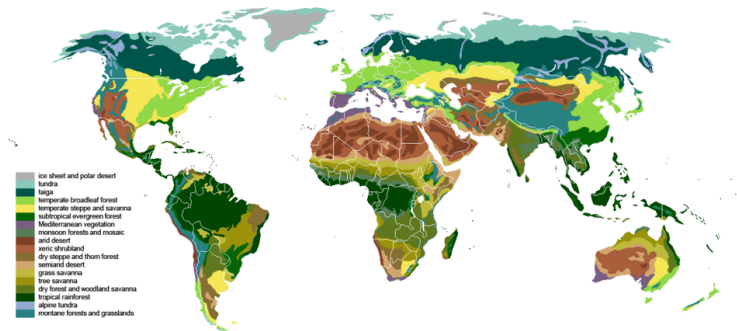 ice sheet and polar desert
tundra
taiga
temperate broadleaf forest
temperate steppe and savanna
subtropical evergreen forest
Mediterranean vegetation
monsoon forests and mosaic
arid desert
xeric shrubland
dry steppe and thorn forest
semiarid desert
grass savanna
tree savanna
dry forest and woodland savanna
tropical rainforest
alpine tundra
montane forests and grasslands